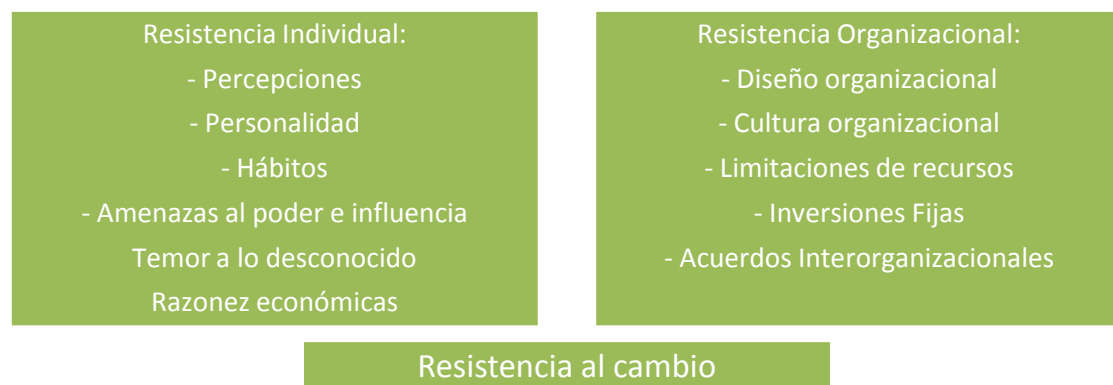 Resistencia Individual:
- Percepciones
- Personalidad
- Hábitos
- Amenazas al poder e influencia
Temor a lo desconocido
Razonez económicas
Resistencia Organizacional:
- Diseño organizacional
- Cultura organizacional
- Limitaciones de recursos
- Inversiones Fijas
- Acuerdos Interorganizacionales
Resistencia al cambio